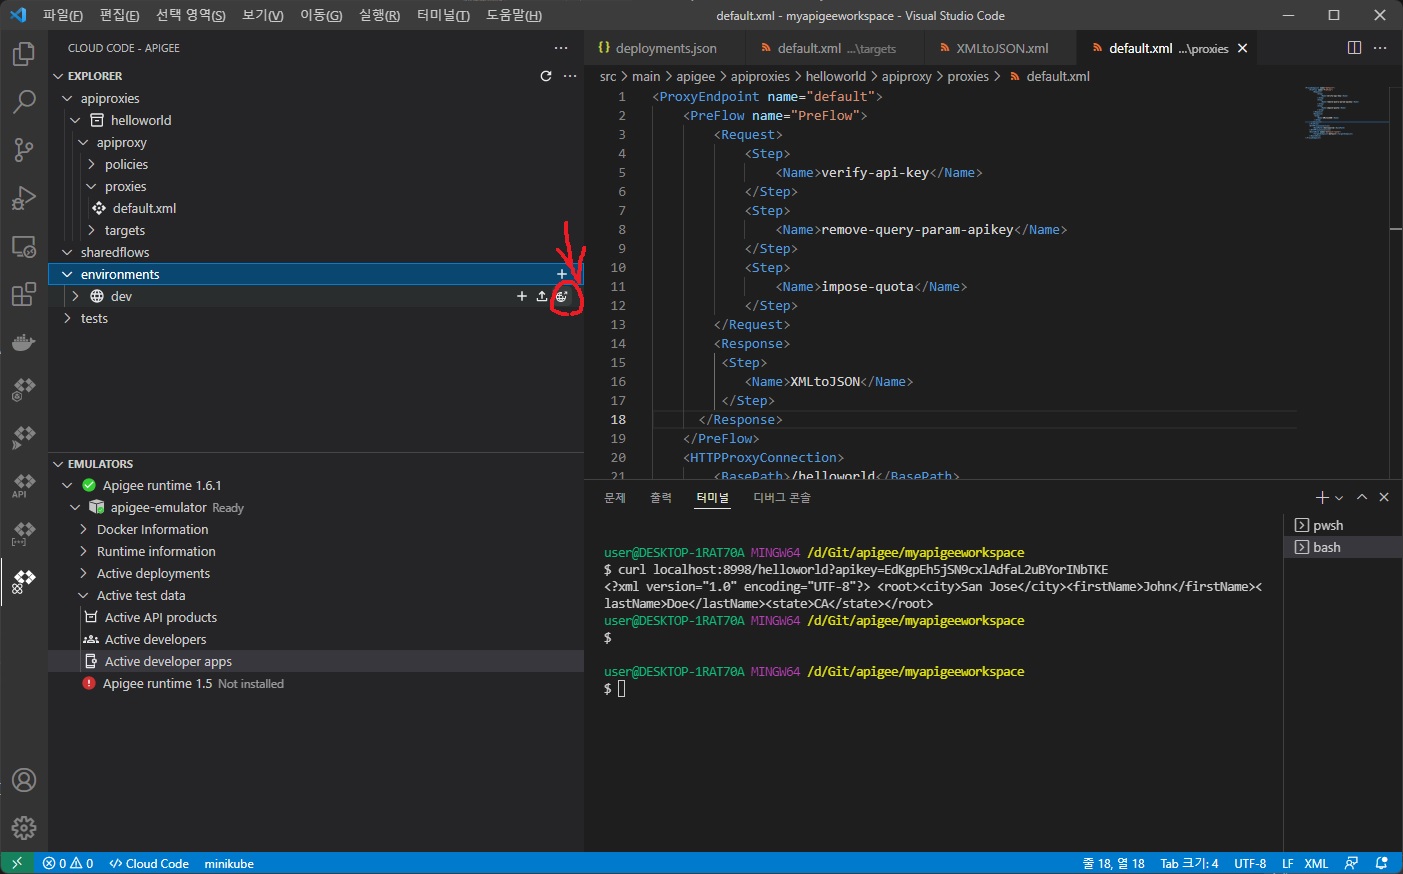 파일(F) 편집(E) 선택 영역(S) 보기(V) 이동(G) 실행(R) 터미널(T) 도움말(H)
default.xml - myapigeeworkspace - Visual Studio Code
CLOUD CODE - APIGEE
EXPLORER
apiproxies
helloworld
apiproxy
policies
proxies
default.xml
targets
sharedflows
environments
dev
tests
EMULATORS
Apigee runtime 1.6.1
apigee-emulator Ready
Docker Information
Runtime information
Active deployments
Active test data
Active API products
Active developers
Active developer apps
Apigee runtime 1.5 Not installed
API
deployments.json default.xml ...\targets XMLtoJSON.xml default.xml ...\proxies
src > main > apigee > apiproxies > helloworld > apiproxy > proxies > default.xml
1 <ProxyEndpoint name="default">
2 <PreFlow name="PreFlow">
3 <Request>
4 <Step>
5 <Name>verify-api-key</Name>
6 </Step>
7 <Step>
8 <Name>remove-query-param-apikey</Name>
9 </Step>
10 <Step>
11 <Name>impose-quota</Name>
12 </Step>
13 </Request>
14 <Response>
15 <Step>
16 <Name>XMLtoJSON</Name>
17 </Step>
18 </Response>
19 </PreFlow>
20 <HTTPProxyConnection>
21 <BasePath>/helloworld</BasePath>
문제 출력 터미널 디버그 콘솔
pwsh
bash
user@DESKTOP-1RAT70A MINGW64 /d/Git/apigee/myapigeeworkspace
$ curl localhost:8998/helloworld?apikey=EdKgpEh5jSN9cxlAdfaL2uBYorINbTKE
<?xml version="1.0" encoding="UTF-8"?> <root><city>San Jose</city><firstName>John</firstName><
lastName>Doe</lastName><state>CA</state></root>
user@DESKTOP-1RAT70A MINGW64 /d/Git/apigee/myapigeeworkspace
$
user@DESKTOP-1RAT70A MINGW64 /d/Git/apigee/myapigeeworkspace
$
0 0 Cloud Code minikube
줄 18, 열 18 Tab 크기: 4 UTF-8 LF XML